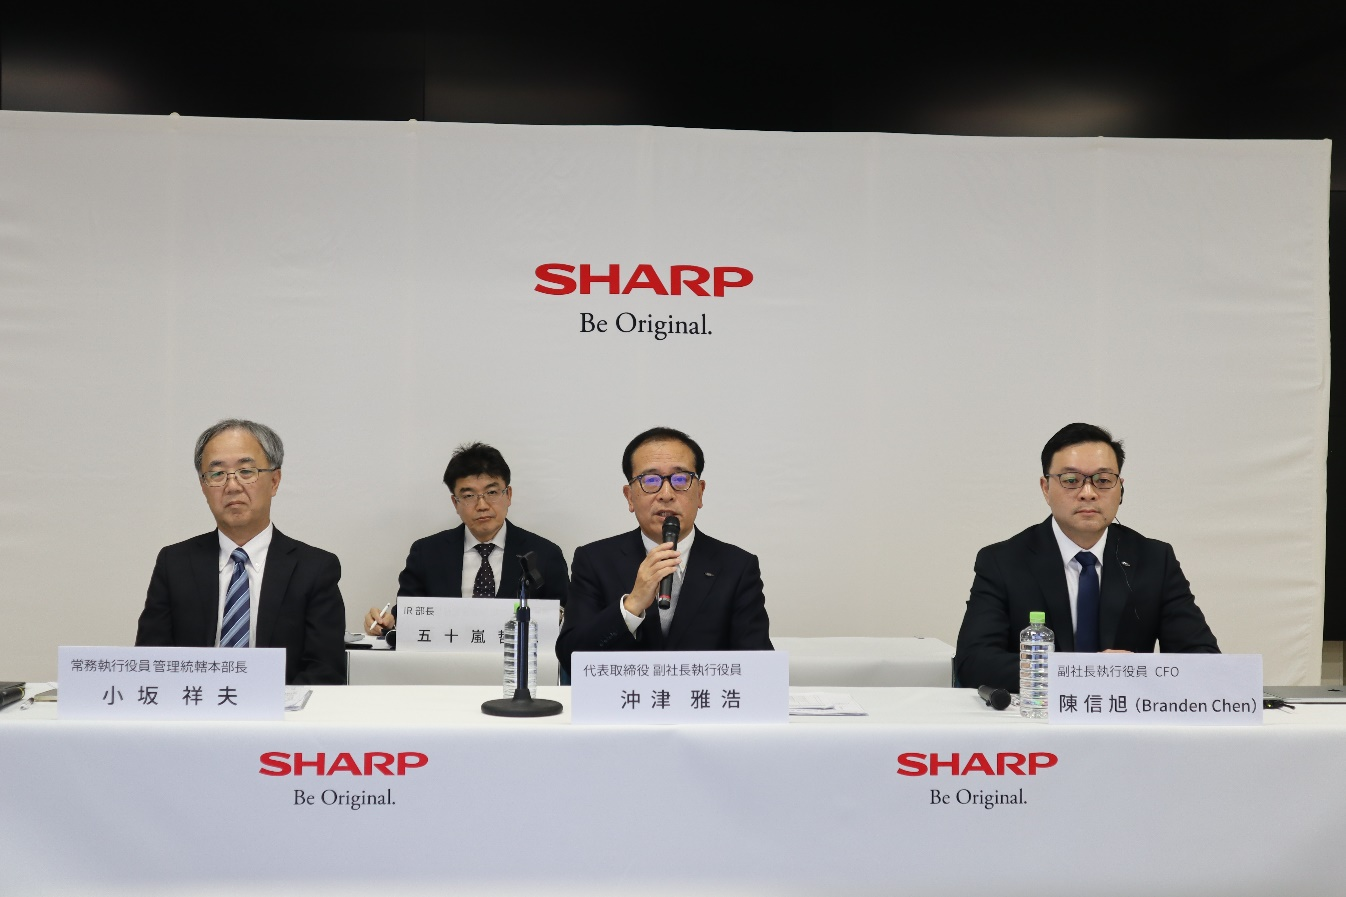 SHARP
Be Original.
IR 部長
五十嵐
常務執行役員 管理統轄本部長
小坂 祥夫
代表取締役 副社長執行役員
沖津 雅浩
副社長執行役員 CFO
陳信旭 (Branden Chen)
SHARP
Be Original.
SHARP
Be Original.